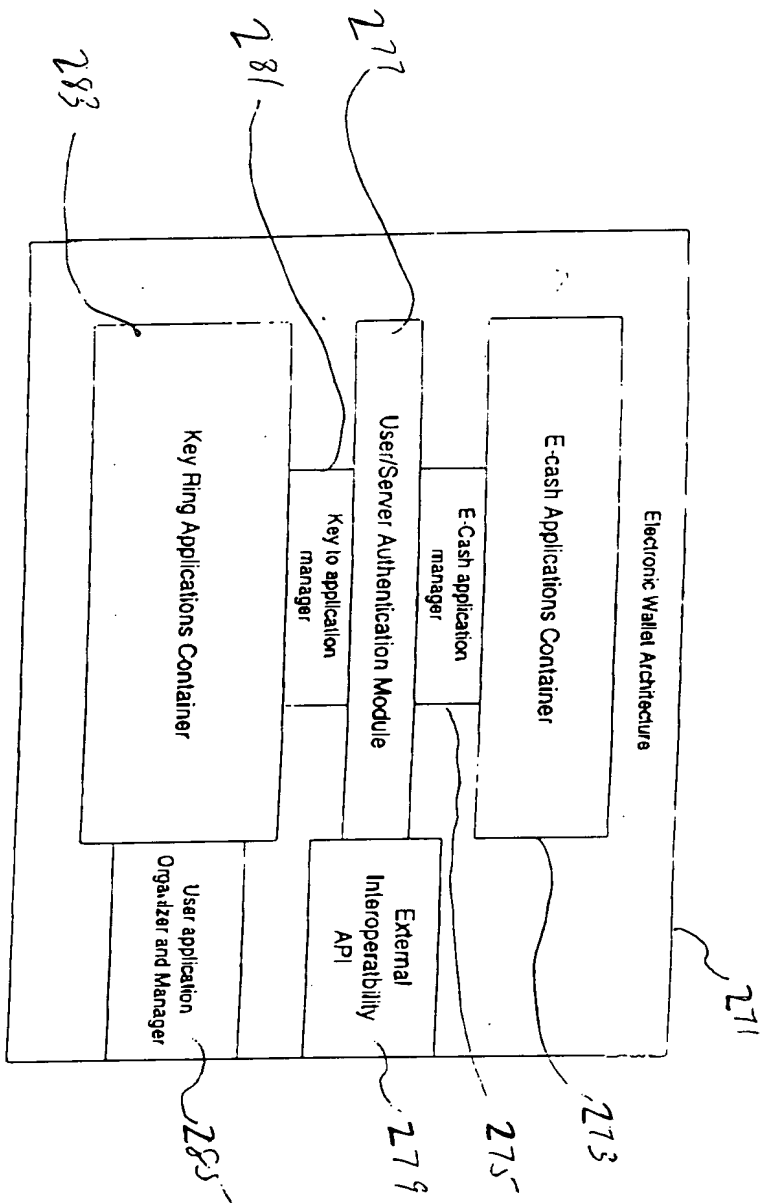 Electronic Wallet Architecture
271
E-cash Applications Container
273
E-Cash application
manager
275
User/Server Authentication Module
277
External
Interoperatbility
API
279
Key to application
manager
281
Key Ring Applications Container
283
User application
Organizer and Manager
285